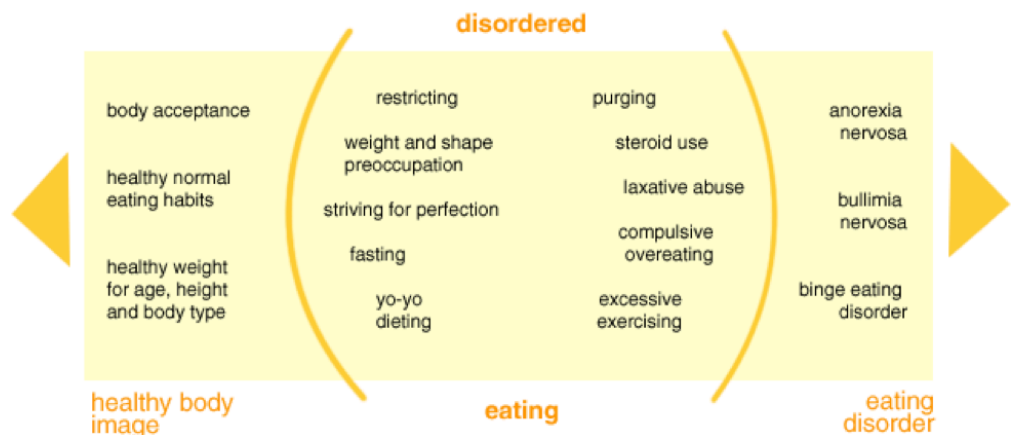 disordered
body acceptance
healthy normal
eating habits
healthy weight
for age, height
and body type
restricting
weight and shape
preoccupation
striving for perfection
fasting
yo-yo
dieting
purging
steroid use
laxative abuse
compulsive
overeating
excessive
exercising
anorexia
nervosa
bullimia
nervosa
binge eating
disorder
healthy body
image
eating
eating
disorder